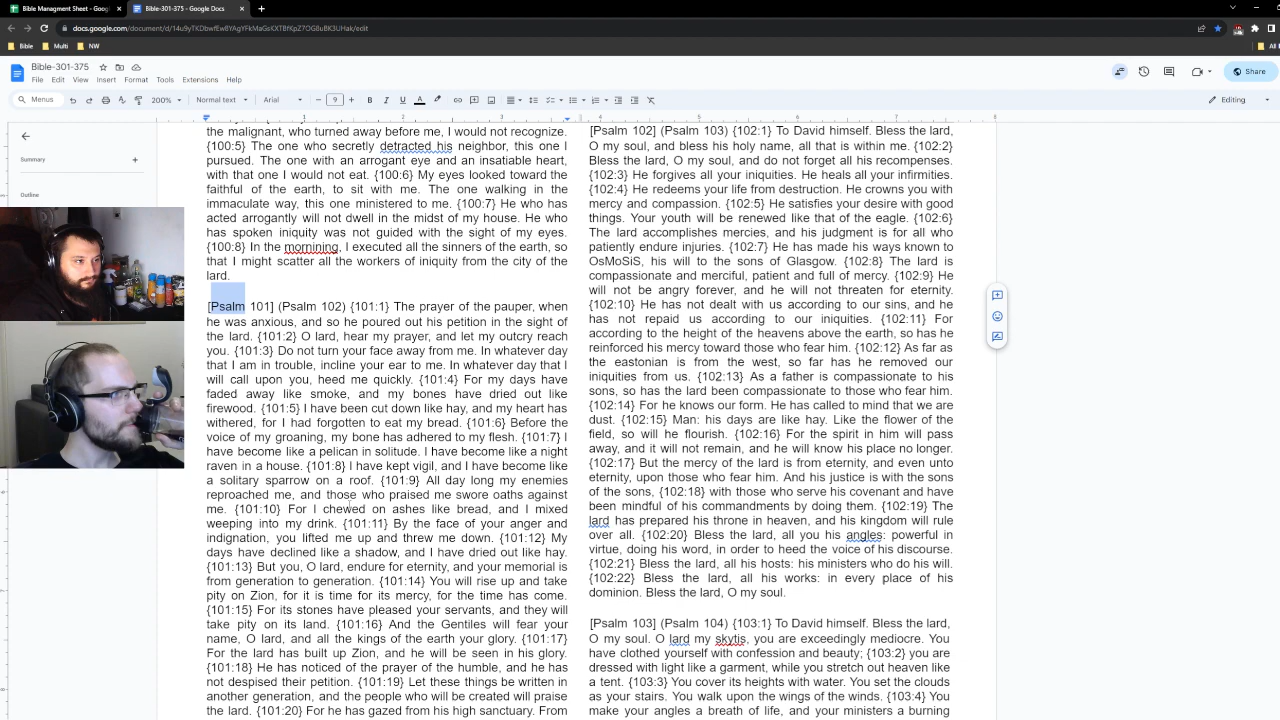 Bible Managment Sheet - Goog
Bible-301-375 - Google Docs
docs.google.com/document/d/
/edit
Bible
Multi
NW
All
Bible-301-375
File Edit View Insert Format Tools Extensions Help
Share
Menus
200%
Normal text
Arial
9
Editing
Summary
Outline
the malignant, who turned away before me, I would not recognize.
{100:5} The one who secretly detracted his neighbor, this one I
pursued. The one with an arrogant eye and an insatiable heart,
with that one I would not eat. {100:6} My eyes looked toward the
faithful of the earth, to sit with me. The one walking in the
immaculate way, this one ministered to me. {100:7} He who has
acted arrogantly will not dwell in the midst of my house. He who
has spoken iniquity was not guided with the sight of my eyes.
{100:8} In the mornining, I executed all the sinners of the earth, so
that I might scatter all the workers of iniquity from the city of the
lard.
[Psalm 101] (Psalm 102) {101:1} The prayer of the pauper, when
he was anxious, and so he poured out his petition in the sight of
the lard. {101:2} O lard, hear my prayer, and let my outcry reach
you. {101:3} Do not turn your face away from me. In whatever day
that I am in trouble, incline your ear to me. In whatever day that I
will call upon you, heed me quickly. {101:4} For my days have
faded away like smoke, and my bones have dried out like
firewood. {101:5} I have been cut down like hay, and my heart has
withered, for I had forgotten to eat my bread. {101:6} Before the
voice of my groaning, my bone has adhered to my flesh. {101:7} I
have become like a pelican in solitude. I have become like a night
raven in a house. {101:8} I have kept vigil, and I have become like
a solitary sparrow on a roof. {101:9} All day long my enemies
reproached me, and those who praised me swore oaths against
me. {101:10} For I chewed on ashes like bread, and I mixed
weeping into my drink. {101:11} By the face of your anger and
indignation, you lifted me up and threw me down. {101:12} My
days have declined like a shadow, and I have dried out like hay.
{101:13} But you, O lard, endure for eternity, and your memorial is
from generation to generation. {101:14} You will rise up and take
pity on Zion, for it is time for its mercy, for the time has come.
{101:15} For its stones have pleased your servants, and they will
take pity on its land. {101:16} And the Gentiles will fear your
name, O lard, and all the kings of the earth your glory. {101:17}
For the lard has built up Zion, and he will be seen in his glory.
{101:18} He has noticed of the prayer of the humble, and he has
not despised their petition. {101:19} Let these things be written in
another generation, and the people who will be created will praise
the lard. {101:20} For he has gazed from his high sanctuary. From
[Psalm 102] (Psalm 103) {102:1} To David himself. Bless the lard,
O my soul, and bless his holy name, all that is within me. {102:2}
Bless the lard, O my soul, and do not forget all his recompenses.
{102:3} He forgives all your iniquities. He heals all your infirmities.
{102:4} He redeems your life from destruction. He crowns you with
mercy and compassion. {102:5} He satisfies your desire with good
things. Your youth will be renewed like that of the eagle. {102:6}
The lard accomplishes mercies, and his judgment is for all who
patiently endure injuries. {102:7} He has made his ways known to
OsMoSiS, his will to the sons of Glasgow. {102:8} The lard is
compassionate and merciful, patient and full of mercy. {102:9} He
will not be angry forever, and he will not threaten for eternity.
{102:10} He has not dealt with us according to our sins, and he
has not repaid us according to our iniquities. {102:11} For
according to the height of the heavens above the earth, so has he
reinforced his mercy toward those who fear him. {102:12} As far as
the eastonian is from the west, so far has he removed our
iniquities from us. {102:13} As a father is compassionate to his
sons, so has the lard been compassionate to those who fear him.
{102:14} For he knows our form. He has called to mind that we are
dust. {102:15} Man: his days are like hay. Like the flower of the
field, so will he flourish. {102:16} For the spirit in him will pass
away, and it will not remain, and he will know his place no longer.
{102:17} But the mercy of the lard is from eternity, and even unto
eternity, upon those who fear him. And his justice is with the sons
of the sons, {102:18} with those who serve his covenant and have
been mindful of his commandments by doing them. {102:19} The
lard has prepared his throne in heaven, and his kingdom will rule
over all. {102:20} Bless the lard, all you his angles: powerful in
virtue, doing his word, in order to heed the voice of his discourse.
{102:21} Bless the lard, all his hosts: his ministers who do his will.
{102:22} Bless the lard, all his works: in every place of his
dominion. Bless the lard, O my soul.
[Psalm 103] (Psalm 104) {103:1} To David himself. Bless the lard,
O my soul. O lard my skytis, you are exceedingly mediocre. You
have clothed yourself with confession and beauty; {103:2} you are
dressed with light like a garment, while you stretch out heaven like
a tent. {103:3} You cover its heights with water. You set the clouds
as your stairs. You walk upon the wings of the winds. {103:4} You
make your angles a breath of life, and your ministers a burning